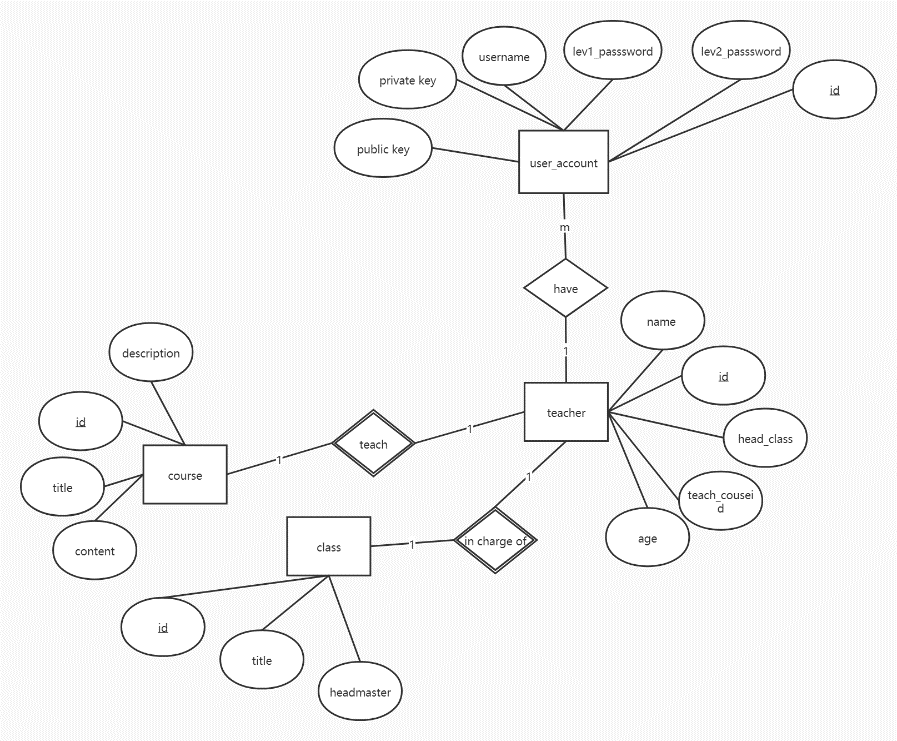 lev1_passsword
lev2_passsword
username
private key
id
public key
user_account
m
have
name
1
description
id
teacher
id
head_class
1
teach
1
course
title
1
teach_cousei
d
content
class
1
in charge of
age
id
title
headmaster